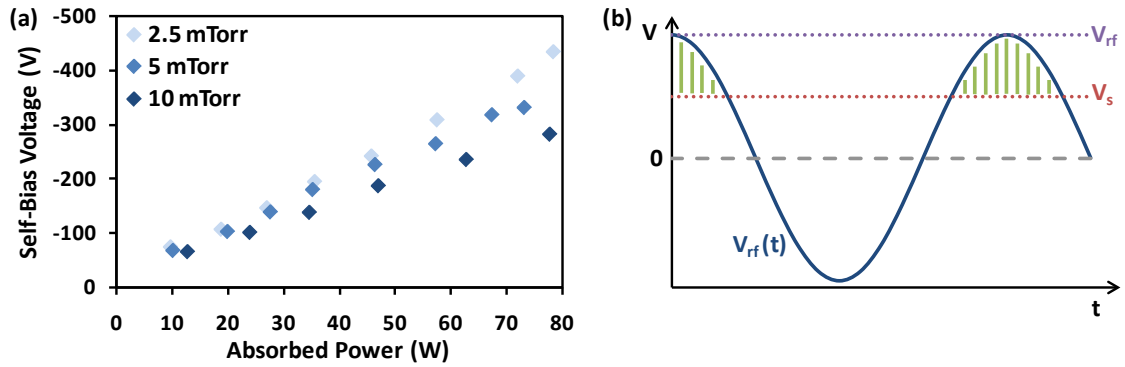 (a)
Self-Bias Voltage (V)
-500
-400
-300
-200
-100
0
2.5 mTorr
5 mTorr
10 mTorr
0 10 20 30 40 50 60 70 80
Absorbed Power (W)
(b)
V
0
Vrf
Vs
Vrf(t)
t